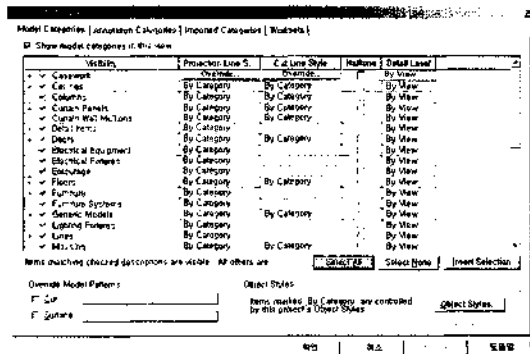 Model Categories | Annotation Categories | Imported Categories | Worksets |
Show model categories in this view
Visibility Projection Line S. Cut Line Style Halftone Detail Level
Casework Override... Override... By View
Ceilings By Category By Category By View
Columns By Category By Category By View
Curtain Panels By Category By Category By View
Curtain Wall Mullions By Category By Category By View
Detail Items By Category By View
Doors By Category By Category By View
Electrical Equipment By Category By View
Electrical Fixtures By Category By View
Entourage By Category By View
Floors By Category By Category By View
Furniture By Category By View
Furniture Systems By Category By View
Generic Models By Category By Category By View
Lighting Fixtures By Category By View
Lines By Category By View
Massing By Category By Category By View
Items matching checked descriptions are visible. All others are
Select All Select None Invert Selection
Override Model Patterns Object Styles
Cut
Surface
Items marked By Category are controlled
by this project's Object Styles
Object Styles...
확인 취소 도움말